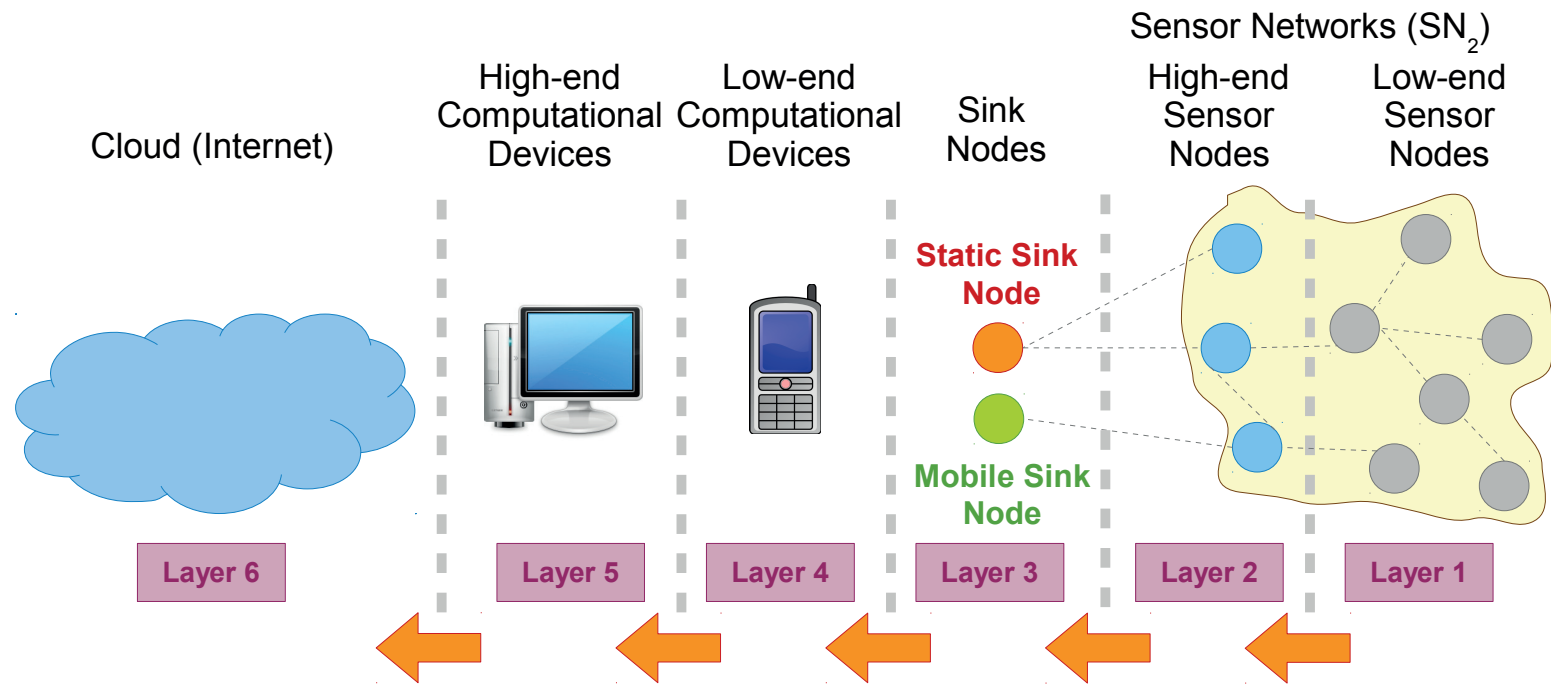 Sensor Networks (SN2)
Cloud (Internet)
High-end
Computational
Devices
Low-end
Computational
Devices
Sink
Nodes
High-end
Sensor
Nodes
Low-end
Sensor
Nodes
Static Sink
Node
Mobile Sink
Node
Layer 6
Layer 5
Layer 4
Layer 3
Layer 2
Layer 1